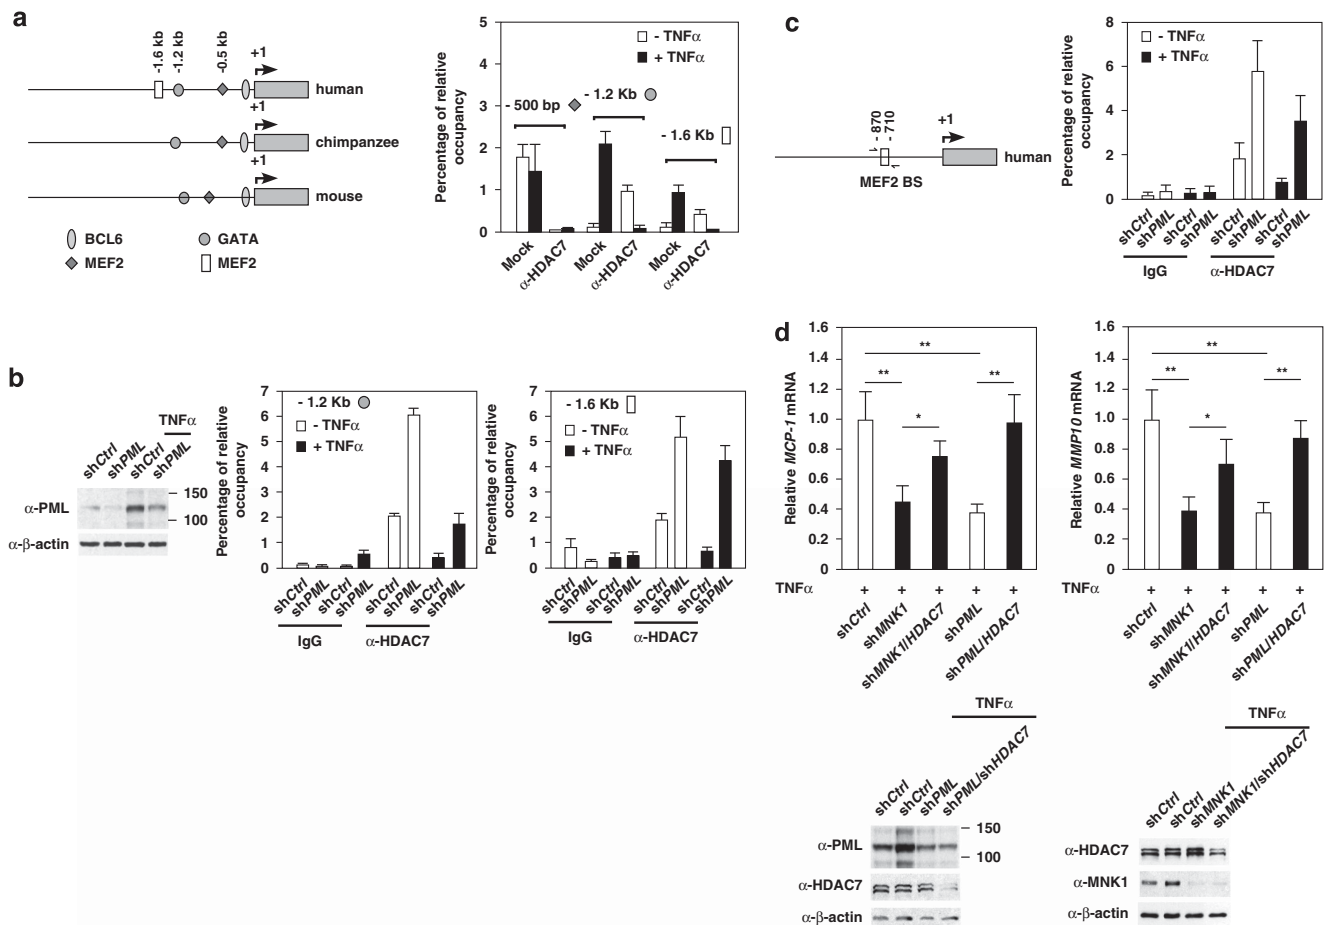 a
-1.6 kb
-1.2 kb
-0.5 kb
+1
human
+1
chimpanzee
+1
mouse
BCL6
GATA
MEF2
MEF2
Percentage of relative occupancy
5
4
3
2
1
0
- TNFα
+ TNFα
- 500 bp
- 1.2 Kb
- 1.6 Kb
Mock
α-HDAC7
Mock
α-HDAC7
Mock
α-HDAC7
c
- 870
- 710
+1
human
MEF2 BS
Percentage of relative occupancy
8
6
4
2
0
- TNFα
+ TNFα
shCtrl
shPML
shCtrl
shPML
shCtrl
shPML
shCtrl
shPML
IgG
α-HDAC7
b
TNFα
shCtrl
shPML
shCtrl
shPML
α-PML
150
100
α-β-actin
Percentage of relative occupancy
7
6
5
4
3
2
1
0
- 1.2 Kb
- TNFα
+ TNFα
shCtrl
shPML
shCtrl
shPML
shCtrl
shPML
shCtrl
shPML
IgG
α-HDAC7
Percentage of relative occupancy
7
6
5
4
3
2
1
0
- 1.6 Kb
- TNFα
+ TNFα
shCtrl
shPML
shCtrl
shPML
shCtrl
shPML
shCtrl
shPML
IgG
α-HDAC7
d
Relative MCP-1 mRNA
1.6
1.4
1.2
1.0
0.8
0.6
0.4
0.2
0
**
**
**
*
TNFα + + + + +
shCtrl
shMNK1
shMNK1/HDAC7
shPML
shPML/HDAC7
Relative MMP10 mRNA
1.6
1.4
1.2
1.0
0.8
0.6
0.4
0.2
0
**
**
**
*
+ + + + +
shCtrl
shMNK1
shMNK1/HDAC7
shPML
shPML/HDAC7
TNFα
shCtrl
shCtrl
shPML
shPML/shHDAC7
α-PML
150
100
α-HDAC7
α-β-actin
TNFα
shCtrl
shCtrl
shMNK1
shMNK1/shHDAC7
α-HDAC7
α-MNK1
α-β-actin